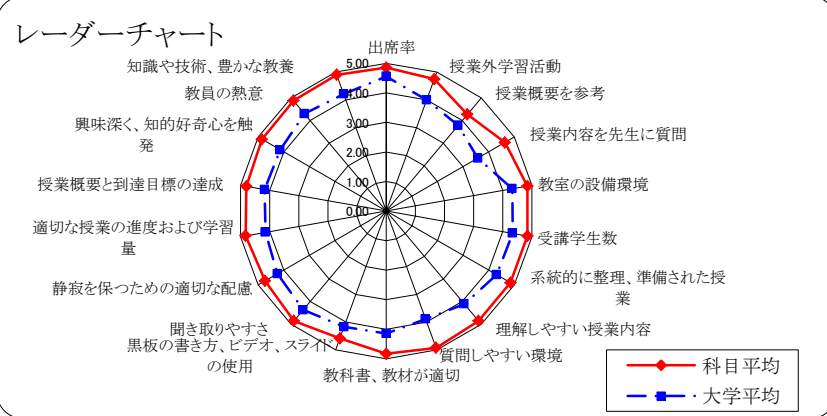 レーダーチャート
出席率
授業外学習活動
授業概要を参考
授業内容を先生に質問
教室の設備環境
受講学生数
系統的に整理、準備された授
業
理解しやすい授業内容
質問しやすい環境
教科書、教材が適切
黒板の書き方、ビデオ、スライド
の使用
聞き取りやすさ
静寂を保つための適切な配慮
適切な授業の進度および学習
量
授業概要と到達目標の達成
興味深く、知的好奇心を触
発
教員の熱意
知識や技術、豊かな教養
5.00
4.00
3.00
2.00
1.00
0.00
科目平均
大学平均